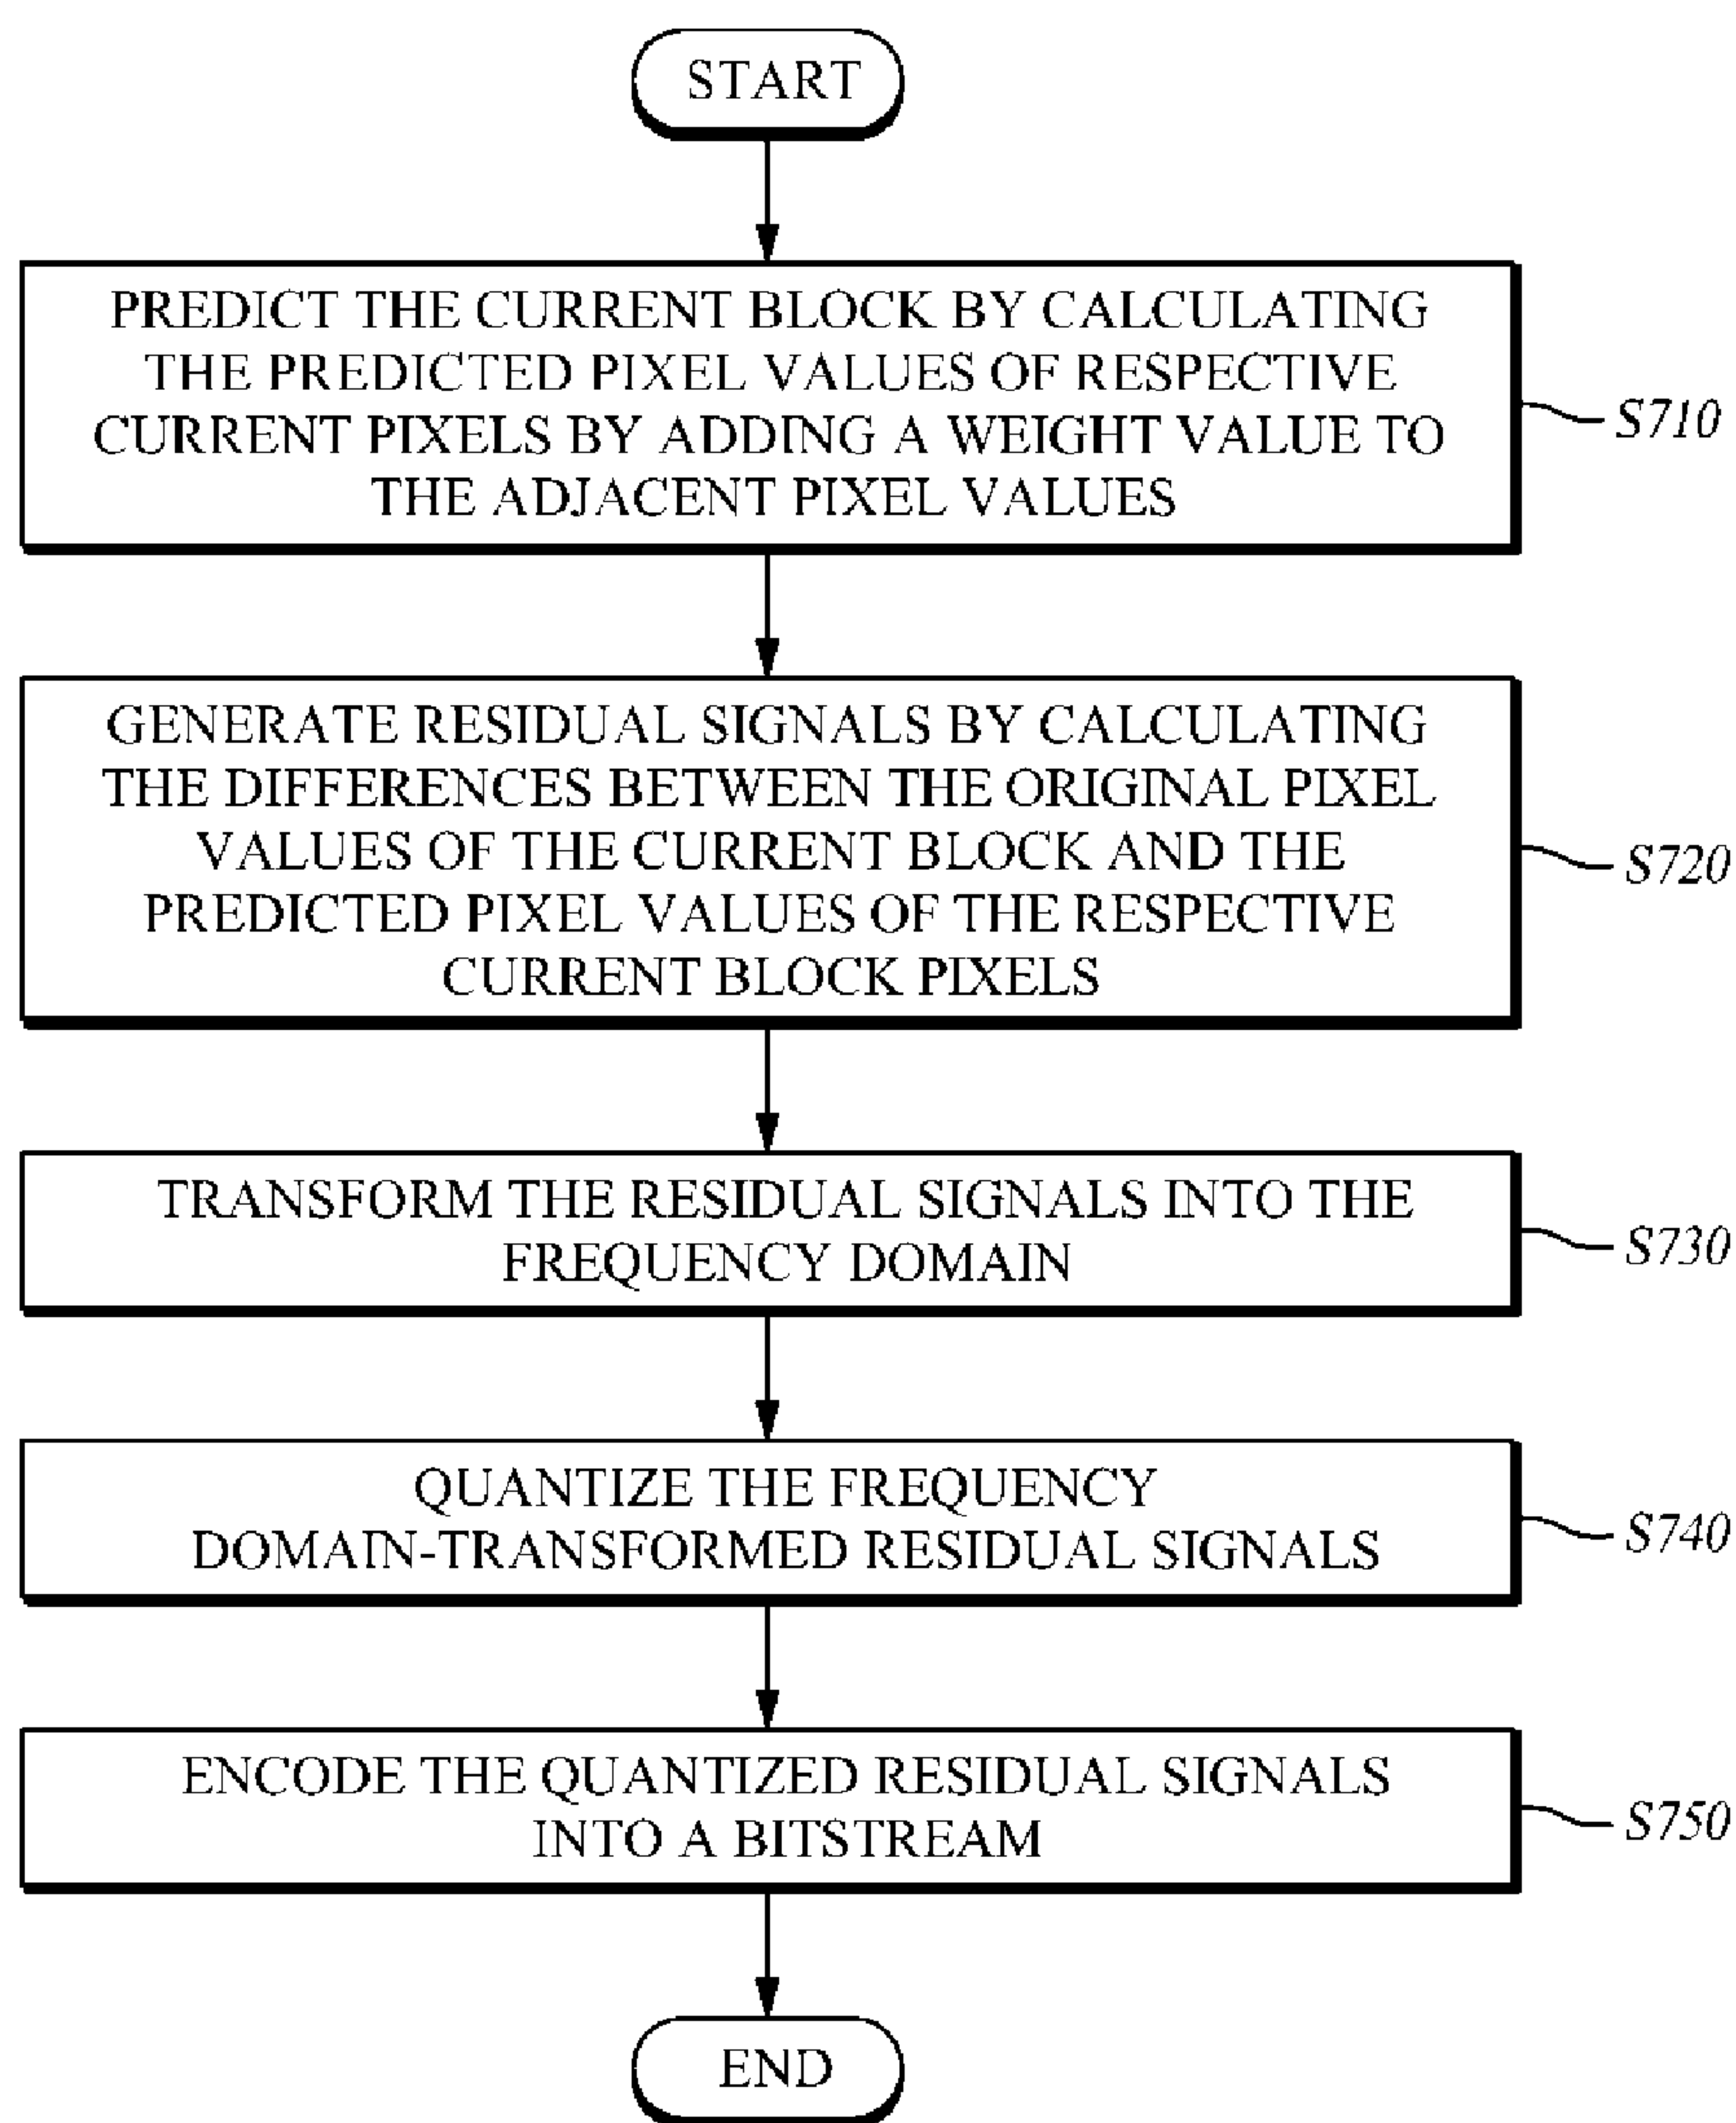 START
PREDICT THE CURRENT BLOCK BY CALCULATING
THE PREDICTED PIXEL VALUES OF RESPECTIVE
CURRENT PIXELS BY ADDING A WEIGHT VALUE TO
THE ADJACENT PIXEL VALUES
S710
GENERATE RESIDUAL SIGNALS BY CALCULATING
THE DIFFERENCES BETWEEN THE ORIGINAL PIXEL
VALUES OF THE CURRENT BLOCK AND THE
PREDICTED PIXEL VALUES OF THE RESPECTIVE
CURRENT BLOCK PIXELS
S720
TRANSFORM THE RESIDUAL SIGNALS INTO THE
FREQUENCY DOMAIN
S730
QUANTIZE THE FREQUENCY
DOMAIN-TRANSFORMED RESIDUAL SIGNALS
S740
ENCODE THE QUANTIZED RESIDUAL SIGNALS
INTO A BITSTREAM
S750
END